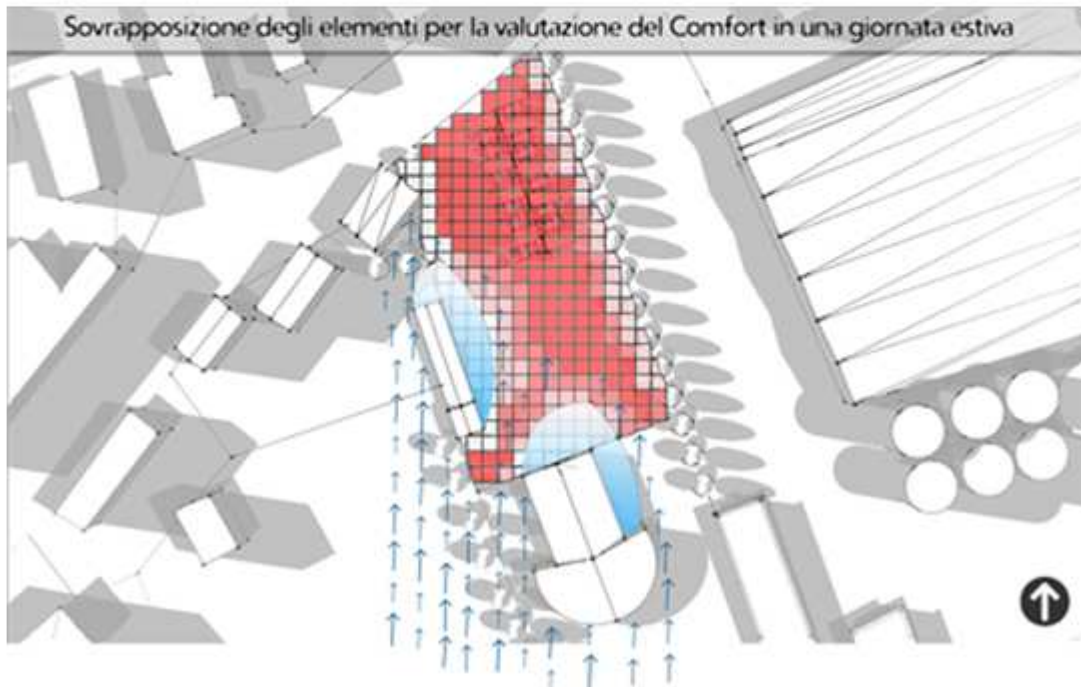 Sovrapposizione degli elementi per la valutazione del Comfort in una giornata estiva